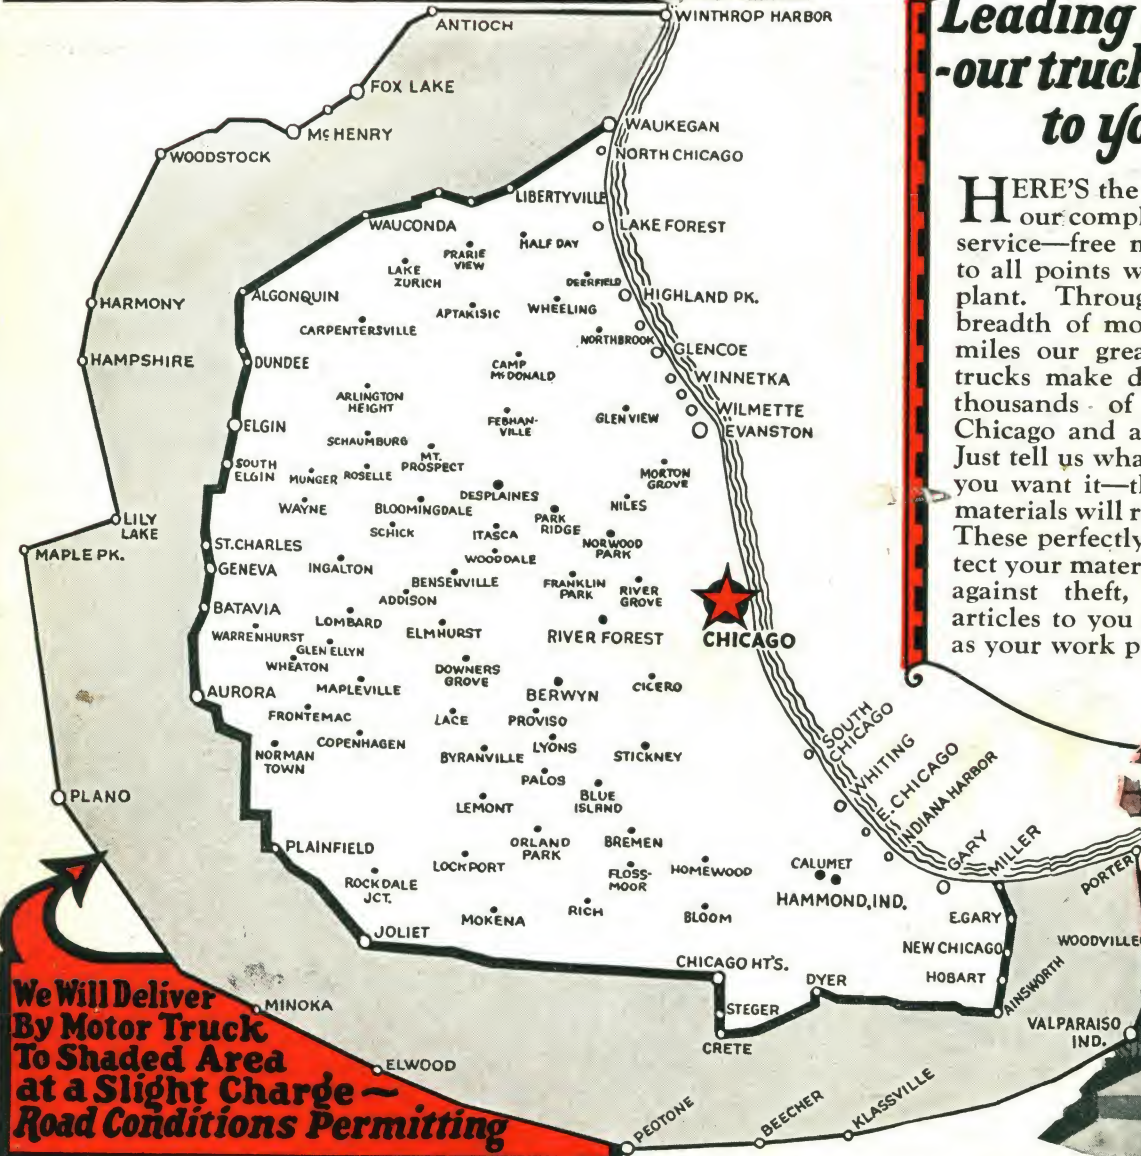 ANTIOCH
WINTHROP HARBOR
FOX LAKE
McHENRY
WOODSTOCK
WAUKEGAN
NORTH CHICAGO
LIBERTYVILLE
WAUCONDA
LAKE FOREST
HALF DAY
PRARIE
VIEW
LAKE
ZURICH
DEERFIELD
HARMONY
ALGONQUIN
HIGHLAND PK.
APTAKISIC
WHEELING
CARPENTERSVILLE
NORTHBROOK
GLENCOE
HAMPSHIRE
DUNDEE
CAMP
McDONALD
WINNETKA
ARLINGTON
HEIGHT
WILMETTE
FEBHAN-
VILLE
GLENVIEW
ELGIN
EVANSTON
SCHAUMBURG
MT.
PROSPECT
SOUTH
ELGIN
MUNGER
ROSELLE
MORTON
GROVE
DESPLAINES
WAYNE
BLOOMINGDALE
NILES
LILY
LAKE
SCHICK
ITASCA
PARK
RIDGE
NORWOOD
PARK
MAPLE PK.
ST.CHARLES
GENEVA
INGALTON
WOODDALE
BENSENVILLE
FRANKLIN
PARK
RIVER
GROVE
ADDISON
BATAVIA
LOMBARD
WARRENHURST
ELMHURST
RIVER FOREST
CHICAGO
GLEN ELLYN
WHEATON
DOWNERS
GROVE
AURORA
MAPLEVILLE
BERWYN
CICERO
FRONTEMAC
LACE
PROVISO
COPENHAGEN
NORMAN
TOWN
BYRANVILLE
LYONS
STICKNEY
SOUTH
CHICAGO
WHITING
E. CHICAGO
INDIANA HARBOR
PALOS
PLANO
LEMONT
BLUE
ISLAND
PLAINFIELD
ORLAND
PARK
BREMEN
GARY
MILLER
LOCKPORT
ROCKDALE
JCT.
FLOSS-
MOOR
HOMEWOOD
CALUMET
HAMMOND, IND.
PORTER
MOKENA
RICH
BLOOM
E.GARY
JOLIET
NEW CHICAGO
WOODVILLE
CHICAGO HT'S.
DYER
HOBART
AINSWORTH
STEGER
CRETE
VALPARAISO
IND.
MINOKA
ELWOOD
PEOTONE
BEECHER
KLASSVILLE
We Will Deliver
By Motor Truck
To Shaded Area
at a Slight Charge ~
Road Conditions Permitting
Leading
-our truck
to yo
HERE'S the
our compl
service—free m
to all points w
plant. Throug
breadth of mo
miles our grea
trucks make d
thousands of
Chicago and a
Just tell us wha
you want it—th
materials will r
These perfectly
tect your mater
against theft,
articles to you
as your work p